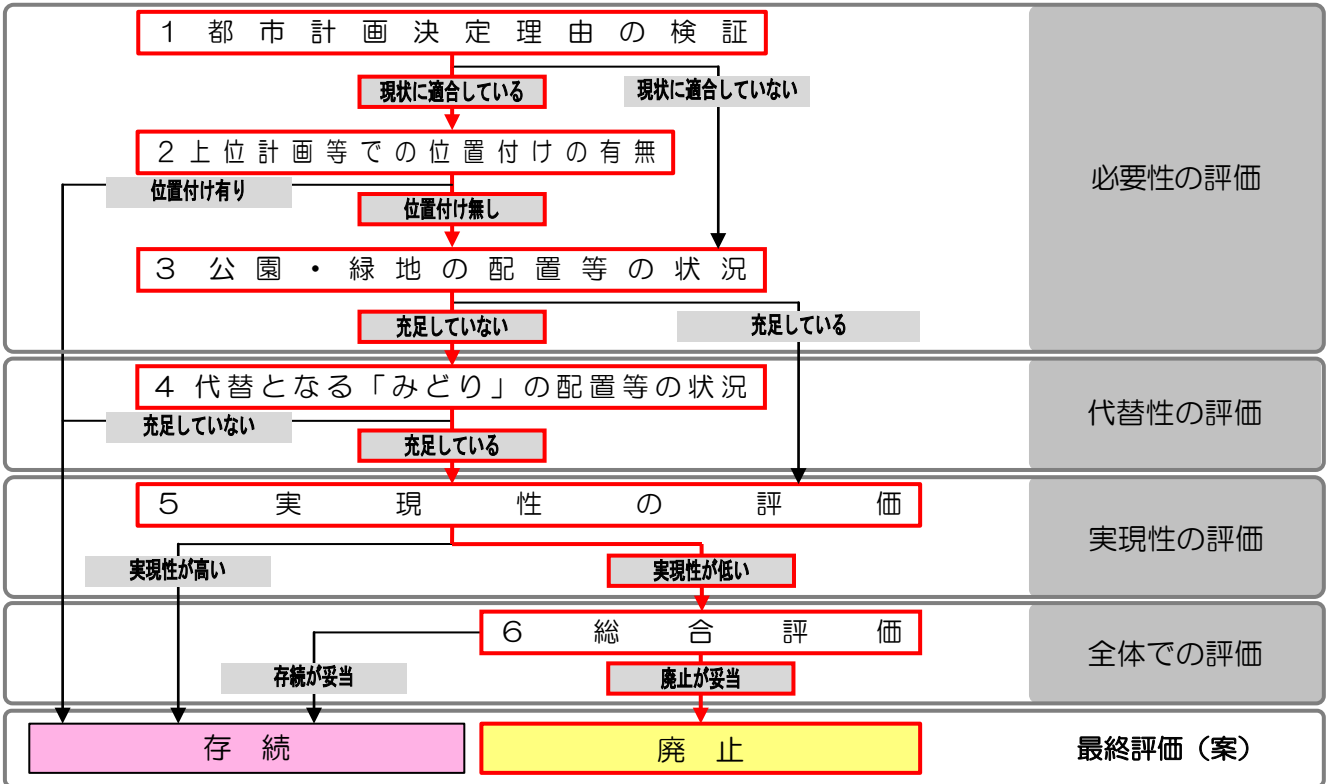 1 都市計画決定理由の検証
現状に適合している
現状に適合していない
2 上位計画等での位置付けの有無
位置付け有り
位置付け無し
必要性の評価
3 公園・緑地の配置等の状況
充足していない
充足している
4 代替となる「みどり」の配置等の状況
充足していない
充足している
代替性の評価
5 実現性の評価
実現性が高い
実現性が低い
実現性の評価
6 総合評価
存続が妥当
廃止が妥当
全体での評価
存続
廃止
最終評価（案）